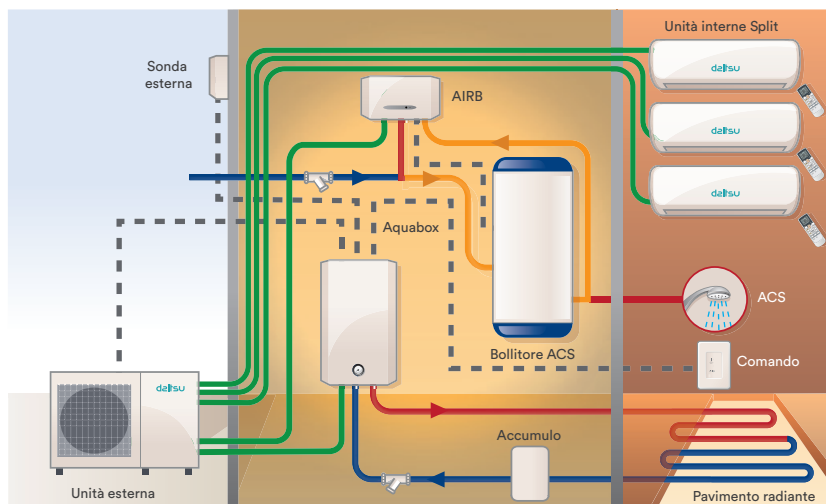 Unità interne Split
Sonda
esterna
AIRB
daitsu
daitsu
daitsu
Aquabox
ACS
Bollitore ACS
Comando
daitsu
Accumulo
Unità esterna
Pavimento radiante